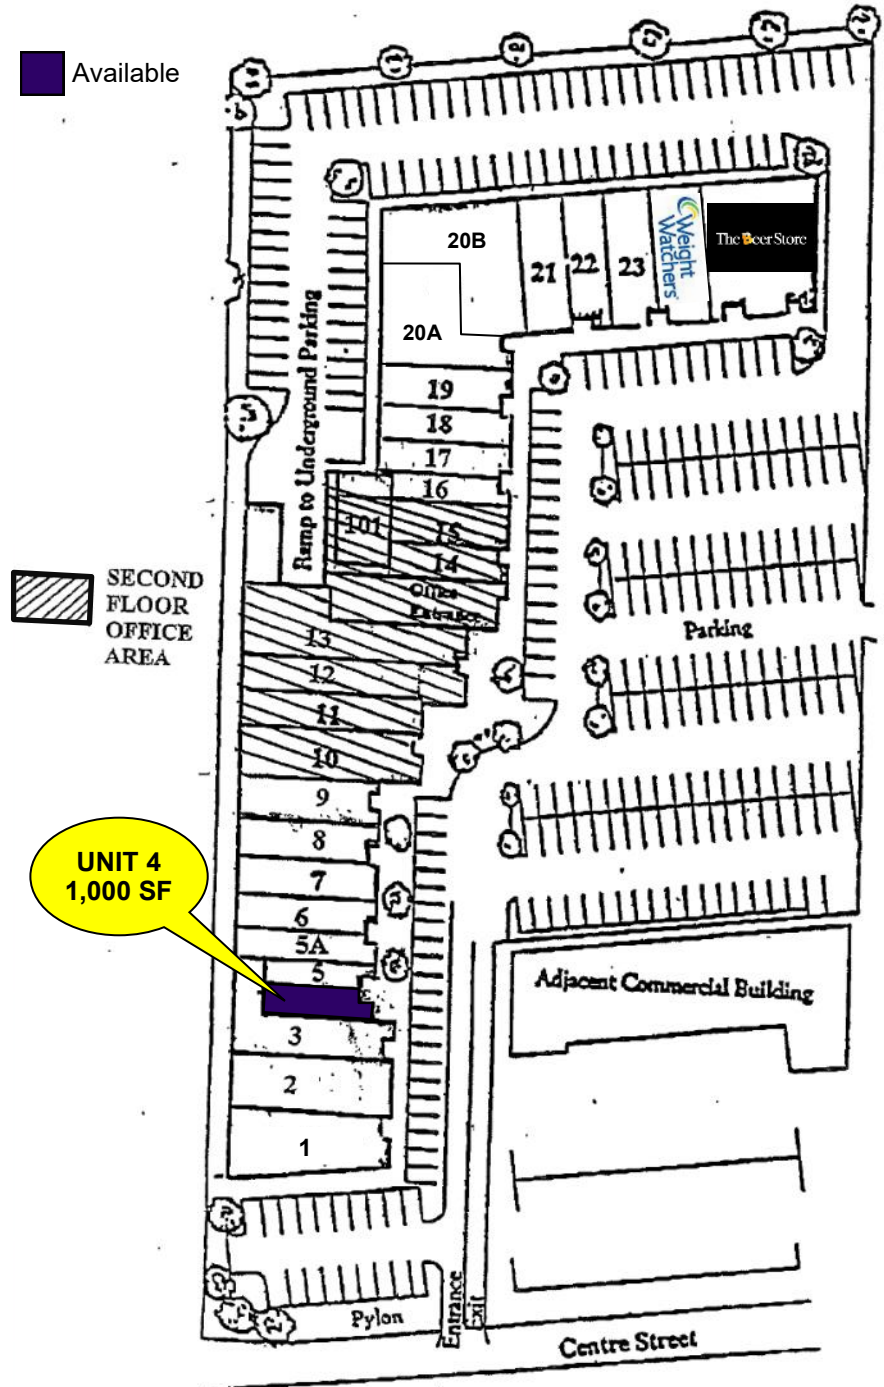 Available
20B
21
22
23
Weight
Watchers
The Beer Store
20A
Ramp to Underground Parking
19
18
17
16
101
15
14
Office
Entrance
SECOND
FLOOR
OFFICE
AREA
Parking
13
12
11
10
9
8
7
6
5A
5
UNIT 4
1,000 SF
Adjacent Commercial Building
3
2
1
Pylon
Entrance
Exit
Centre Street